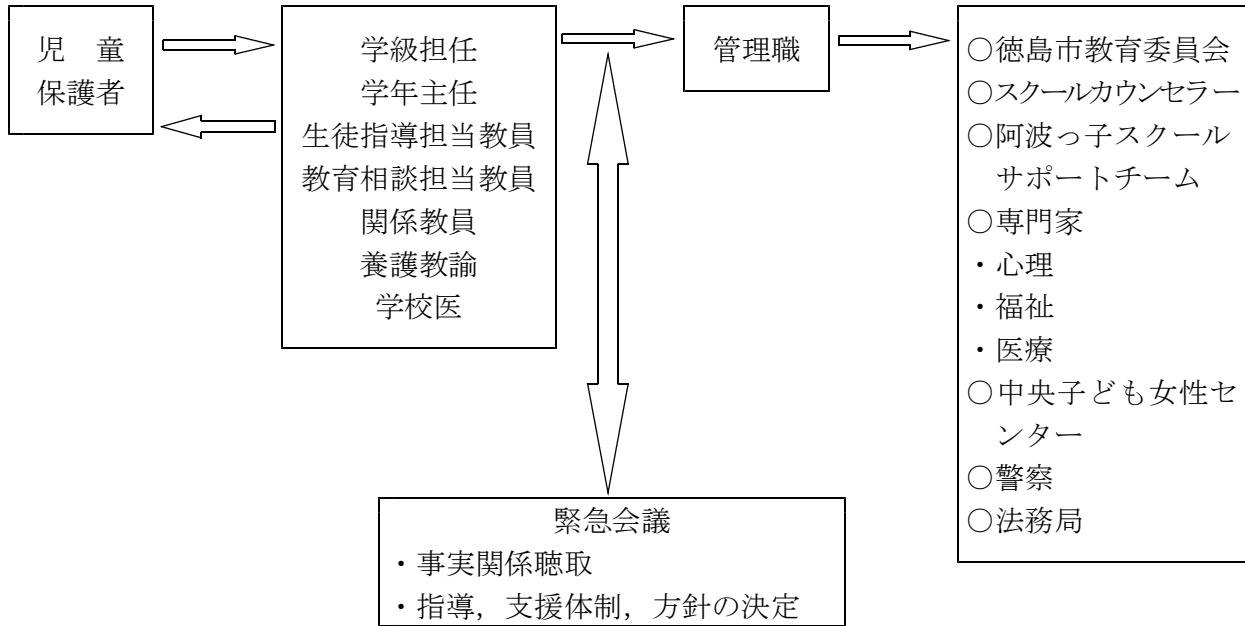 児　童
保護者
学級担任
学年主任
生徒指導担当教員
教育相談担当教員
関係教員
養護教諭
学校医
管理職
○徳島市教育委員会
○スクールカウンセラー
○阿波っ子スクール
サポートチーム
○専門家
・心理
・福祉
・医療
○中央子ども女性セ
ンター
○警察
○法務局
緊急会議
・事実関係聴取
・指導，支援体制，方針の決定